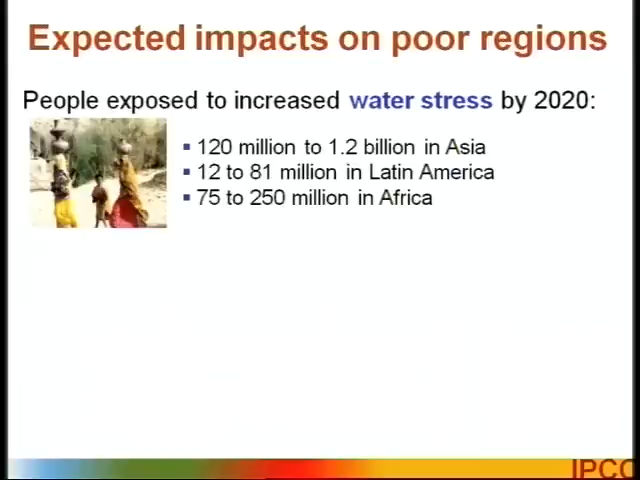 Expected impacts on poor regions
People exposed to increased water stress by 2020:
▪ 120 million to 1.2 billion in Asia
▪ 12 to 81 million in Latin America
▪ 75 to 250 million in Africa
IPCC